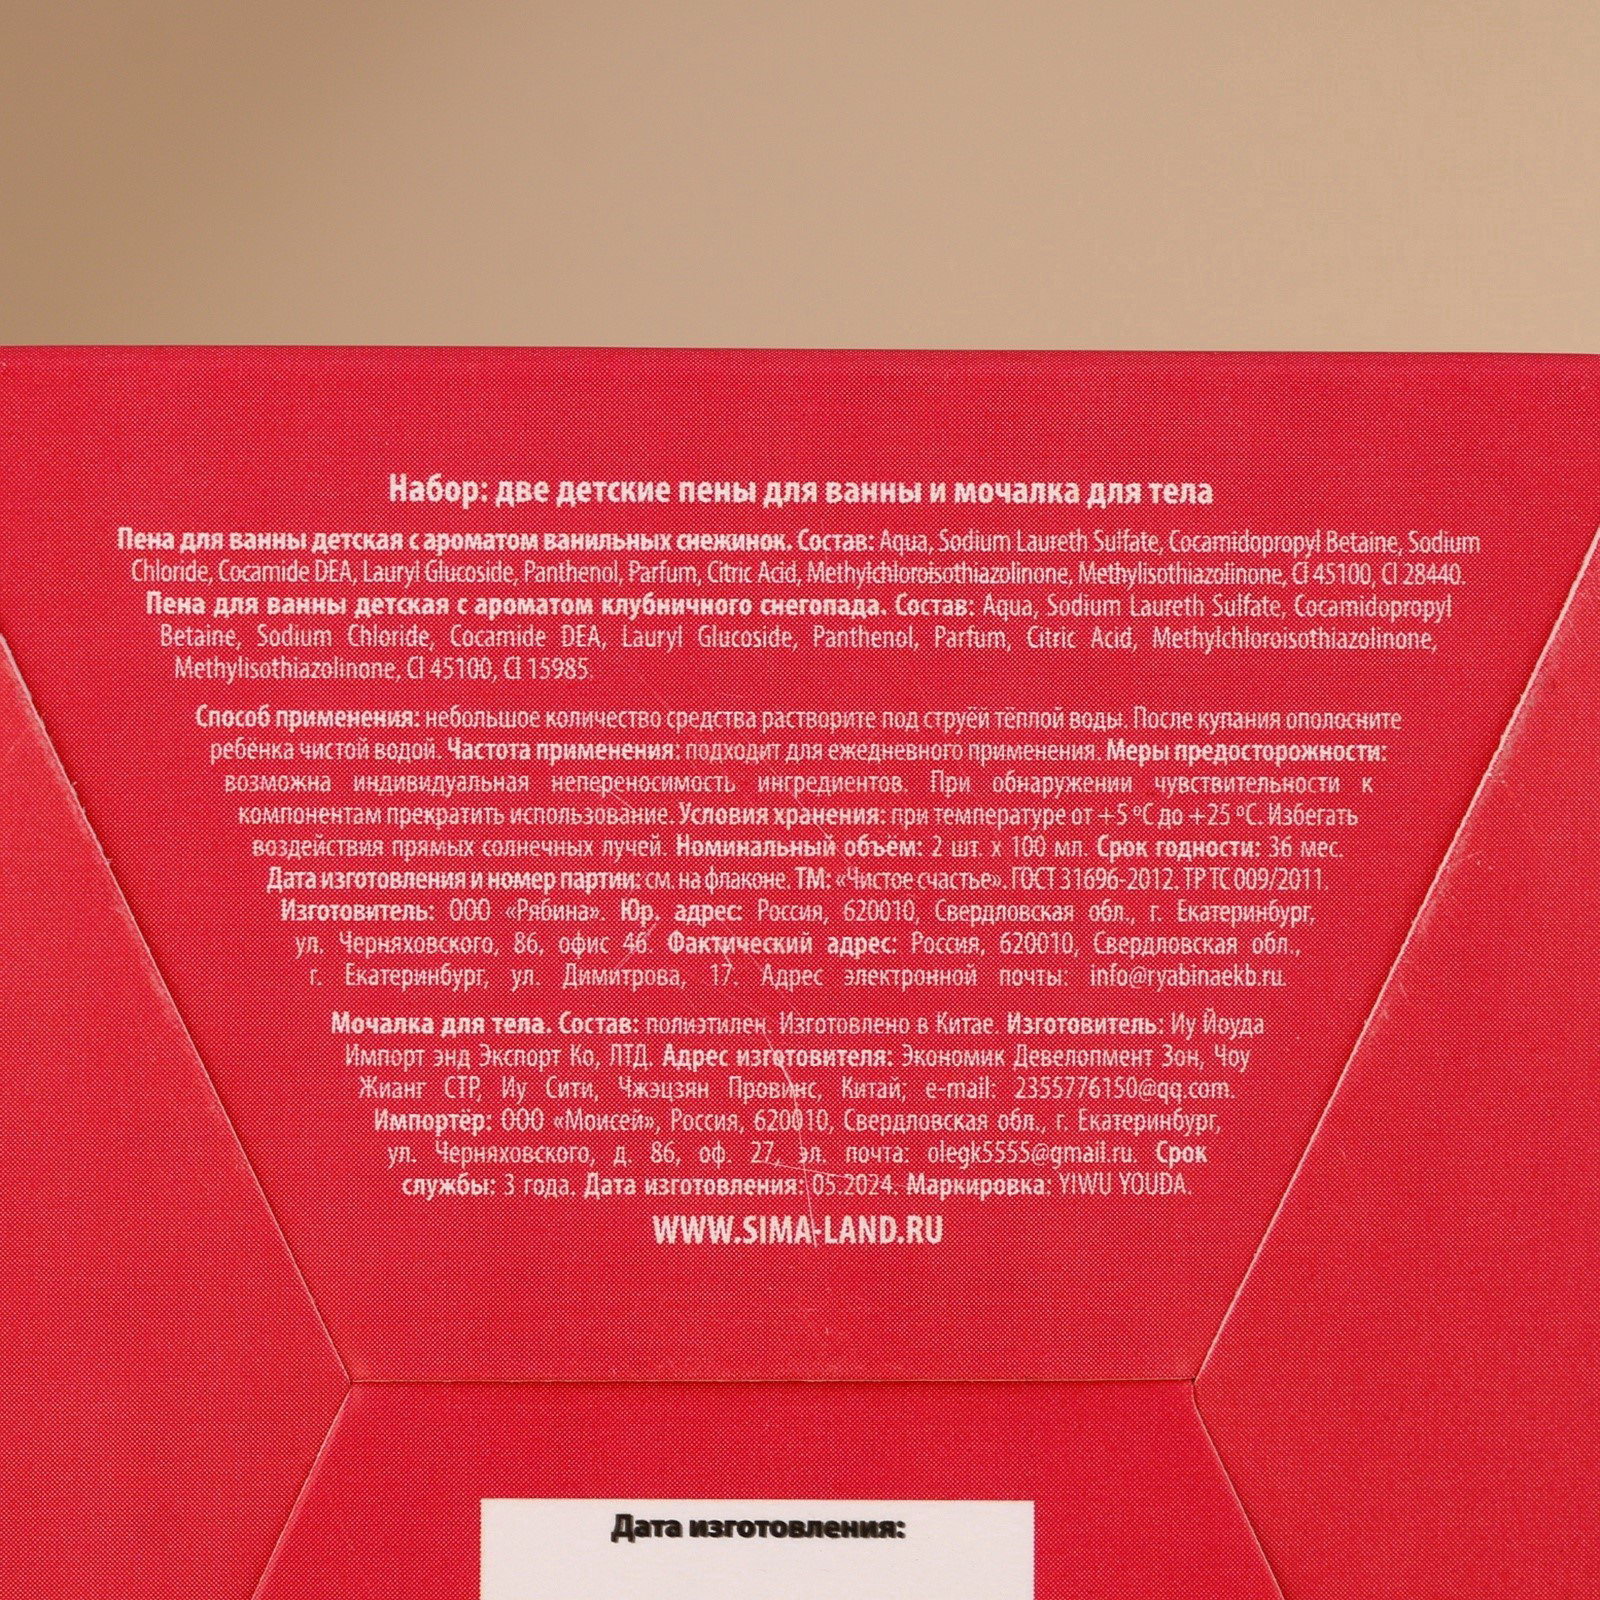 Набор: две детские пены для ванны и мочалка для тела
Пена для ванны детская с ароматом ванильных снежинок. Состав: Aqua, Sodium Laureth Sulfate, Cocamidopropyl Betaine, Sodium
Chloride, Cocamide DEA, Lauryl Glucoside, Panthenol, Parfum, Citric Acid, Methylchloroisothiazolinone, Methylisothiazolinone, CI 45100, CI 28440.
Пена для ванны детская с ароматом клубничного снегопада. Состав: Aqua, Sodium Laureth Sulfate, Cocamidopropyl
Betaine, Sodium Chloride, Cocamide DEA, Lauryl Glucoside, Panthenol, Parfum, Citric Acid, Methylchloroisothiazolinone,
Methylisothiazolinone, CI 45100, CI 15985.
Способ применения: небольшое количество средства растворите под струёй тёплой воды. После купания ополосните
ребёнка чистой водой. Частота применения: подходит для ежедневного применения. Меры предосторожности:
возможна индивидуальная непереносимость ингредиентов. При обнаружении чувствительности к
компонентам прекратить использование. Условия хранения: при температуре от +5 ºС до +25 ºС. Избегать
воздействия прямых солнечных лучей. Номинальный объём: 2 шт. х 100 мл. Срок годности: 36 мес.
Дата изготовления и номер партии: см. на флаконе. ТМ: «Чистое счастье». ГОСТ 31696-2012. ТР ТС 009/2011.
Изготовитель: ООО «Рябина». Юр. адрес: Россия, 620010, Свердловская обл., г. Екатеринбург,
ул. Черняховского, 86, офис 46. Фактический адрес: Россия, 620010, Свердловская обл.,
г. Екатеринбург, ул. Димитрова, 17. Адрес электронной почты: info@ryabinaekb.ru.
Мочалка для тела. Состав: полиэтилен. Изготовлено в Китае. Изготовитель: Иу Йоуда
Импорт энд Экспорт Ко, ЛТД. Адрес изготовителя: Экономик Девелопмент Зон, Чоу
Жианг СТР, Иу Сити, Чжэцзян Провинс, Китай; e-mail: 2355776150@qq.com.
Импортёр: ООО «Моисей», Россия, 620010, Свердловская обл., г. Екатеринбург,
ул. Черняховского, д. 86, оф. 27, эл. почта: olegk5555@gmail.ru. Срок
службы: 3 года. Дата изготовления: 05.2024. Маркировка: YIWU YOUDA.
WWW.SIMA-LAND.RU
Дата изготовления: